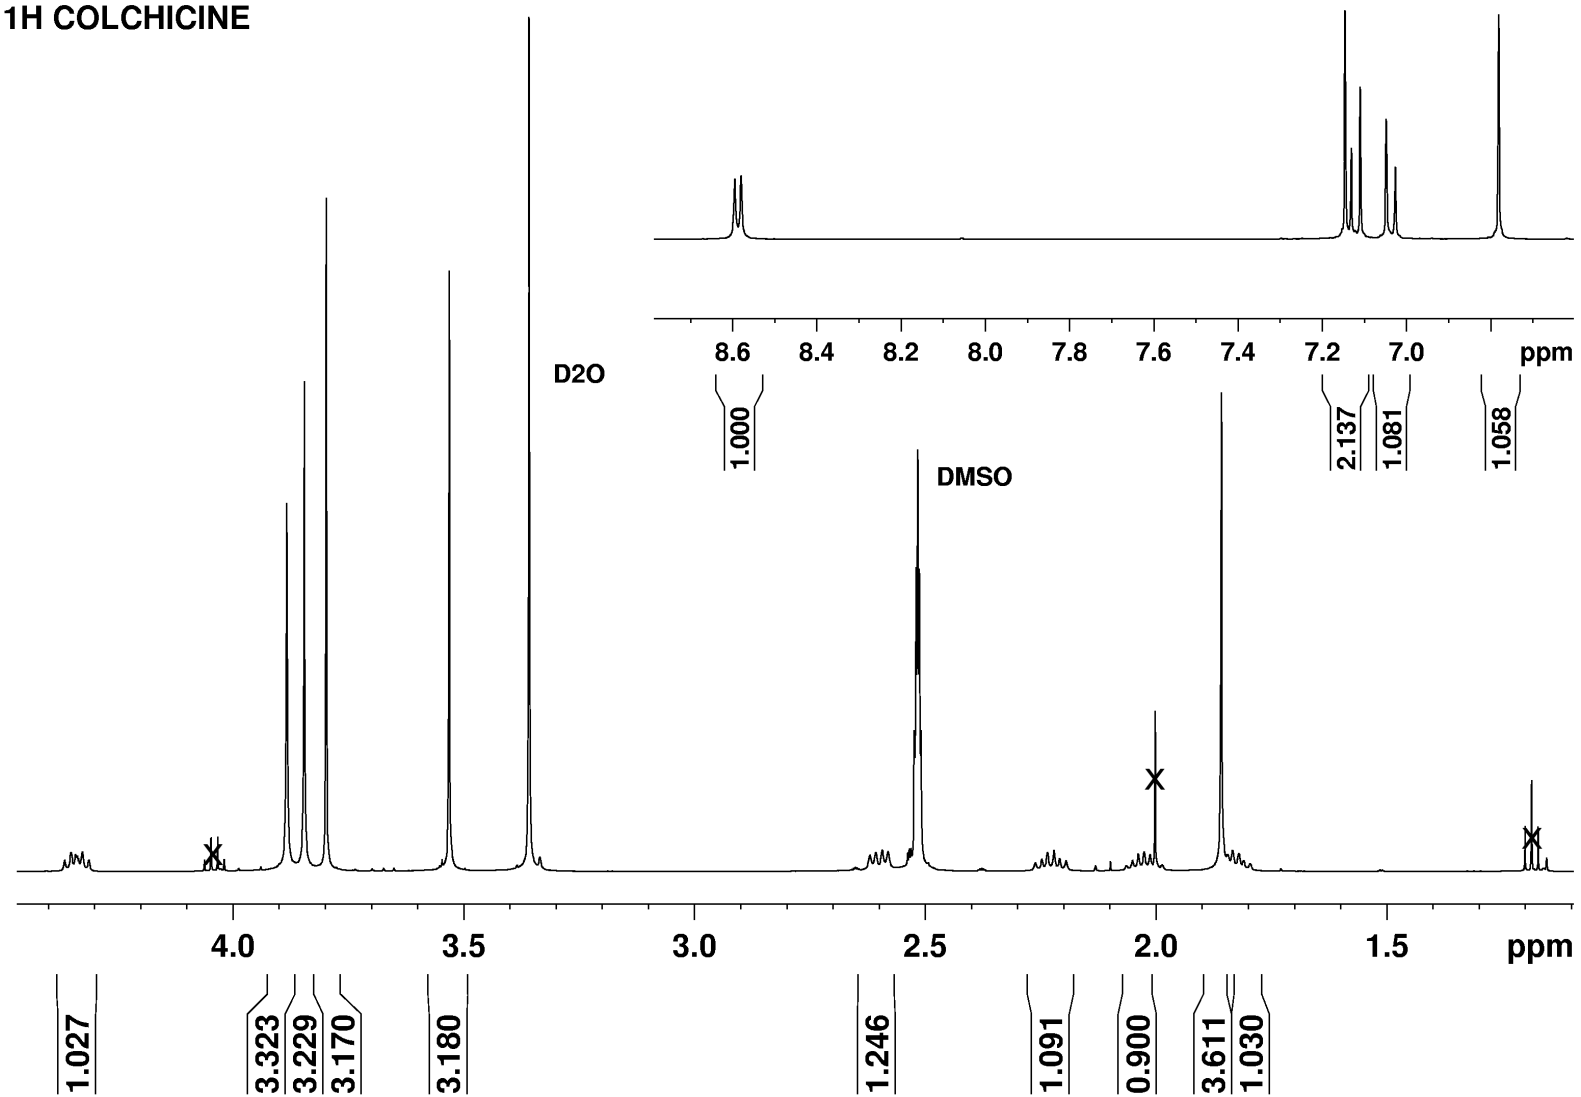 1H COLCHICINE
8.6 8.4 8.2 8.0 7.8 7.6 7.4 7.2 7.0 ppm
D2O
1.000 2.137 1.081 1.058
DMSO
X X X
4.0 3.5 3.0 2.5 2.0 1.5 ppm
1.027 3.323 3.229 3.170 3.180 1.246 1.091 0.900 3.611 1.030